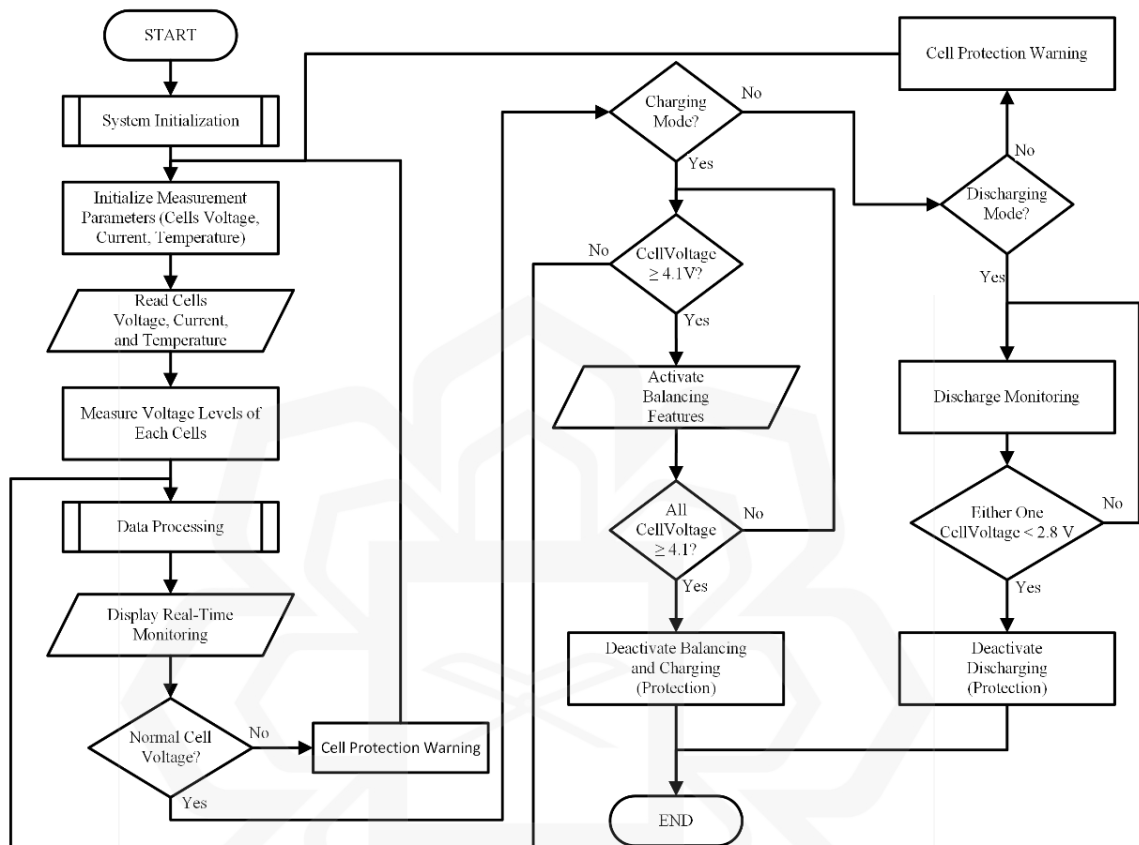 START
System Initialization
Initialize Measurement
Parameters (Cells Voltage,
Current, Temperature)
Read Cells
Voltage, Current,
and Temperature
Measure Voltage Levels of
Each Cells
Data Processing
Display Real-Time
Monitoring
Normal Cell
Voltage?
No
Yes
Cell Protection Warning
Charging
Mode?
No
Yes
CellVoltage
≥ 4.1V?
No
Yes
Activate
Balancing
Features
All
CellVoltage
≥ 4.1?
No
Yes
Deactivate Balancing
and Charging
(Protection)
END
Cell Protection Warning
No
Discharging
Mode?
Yes
Discharge Monitoring
Either One
CellVoltage < 2.8 V
No
Yes
Deactivate
Discharging
(Protection)